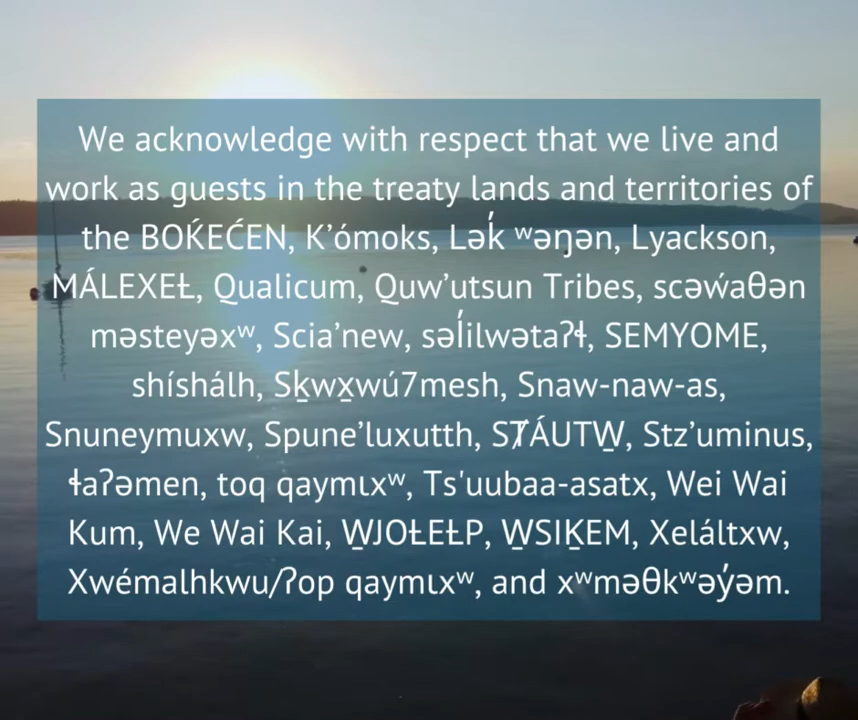 We acknowledge with respect that we live and
work as guests in the treaty lands and territories of
the BOḰEĆEN, K’ómoks, Lək̓ ʷəŋən, Lyackson,
MÁLEXEȽ, Qualicum, Quw’utsun Tribes, scəẃaθən
məsteyəxʷ, Scia’new, səl̓ilwətaʔɬ, SEMYOME,
shíshálh, Sḵwx̱wú7mesh, Snaw-naw-as,
Snuneymuxw, Spune’luxutth, SȾÁUTW̱, Stz’uminus,
ɬaʔəmen, toq qaymɩxʷ, Ts'uubaa-asatx, Wei Wai
Kum, We Wai Kai, W̱JOȽEȽP, W̱SIḴEM, Xeláltxw,
Xwémalhkwu/ʔop qaymɩxʷ, and xʷməθkʷəy̓əm.